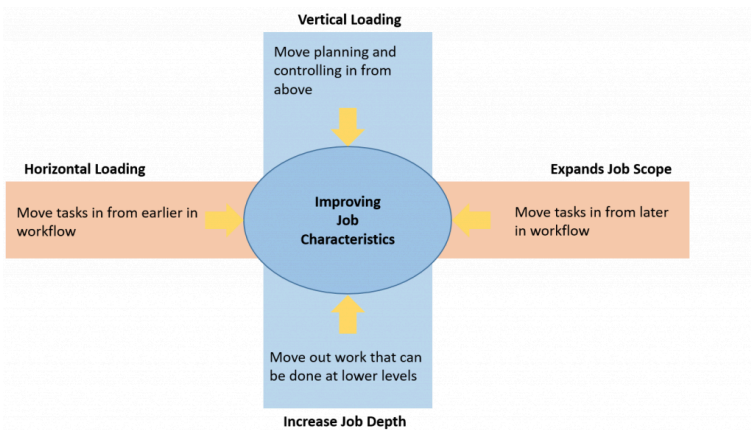 Vertical Loading
Move planning and
controlling in from
above
Horizontal Loading
Move tasks in from earlier in
workflow
Improving
Job
Characteristics
Expands Job Scope
Move tasks in from later
in workflow
Move out work that can
be done at lower levels
Increase Job Depth